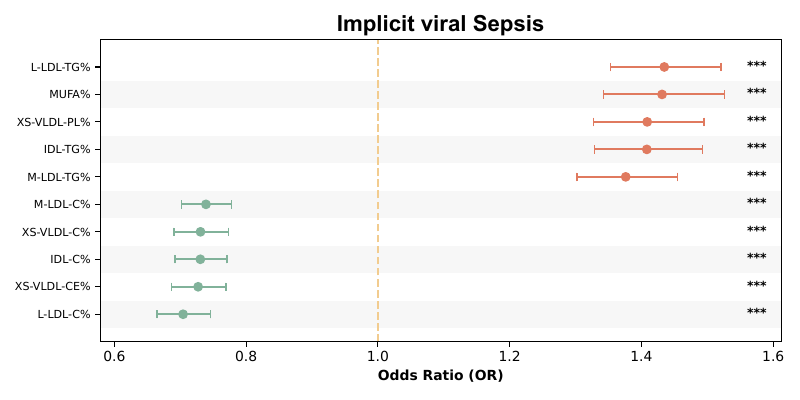 Implicit viral Sepsis
L-LDL-TG% ***
MUFA% ***
XS-VLDL-PL% ***
IDL-TG% ***
M-LDL-TG% ***
M-LDL-C% ***
XS-VLDL-C% ***
IDL-C% ***
XS-VLDL-CE% ***
L-LDL-C% ***
0.6 0.8 1.0 1.2 1.4 1.6
Odds Ratio (OR)